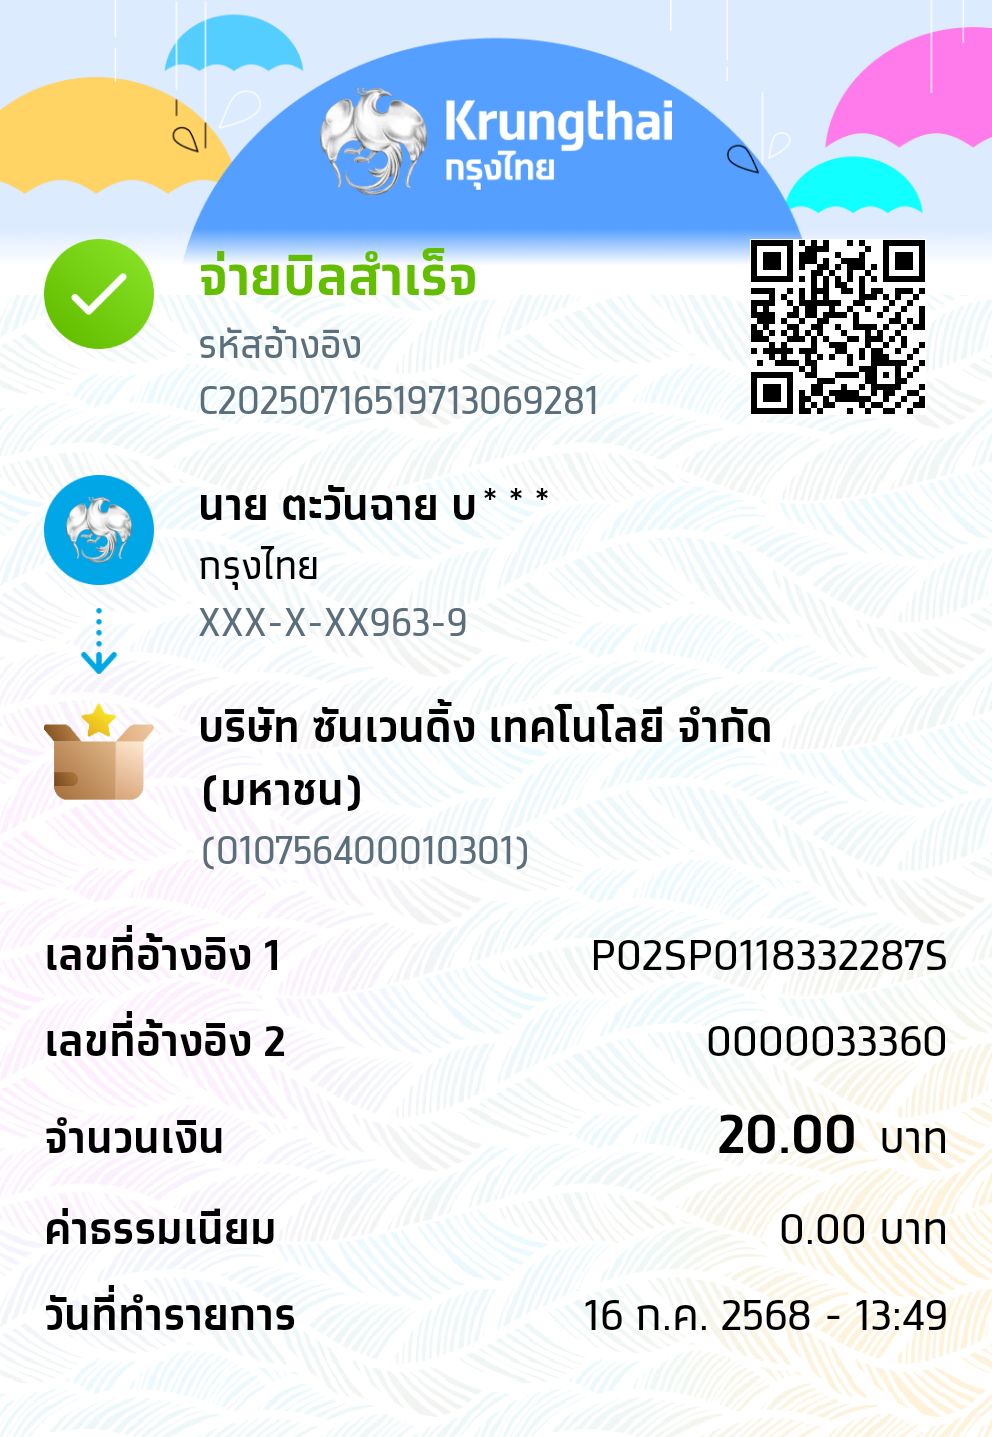 Krungthai
กรุงไทย
จ่ายบิลสำเร็จ
รหัสอ้างอิง
C20250716519713069281
นาย ตะวันฉาย บ***
กรุงไทย
XXX-X-XX963-9
บริษัท ซันเวนดิ้ง เทคโนโลยี จำกัด
(มหาชน)
(010756400010301)
เลขที่อ้างอิง 1 PO2SPO118332287S
เลขที่อ้างอิง 2 0000033360
จำนวนเงิน 20.00 บาท
ค่าธรรมเนียม 0.00 บาท
วันที่ทำรายการ 16 ก.ค. 2568 - 13:49